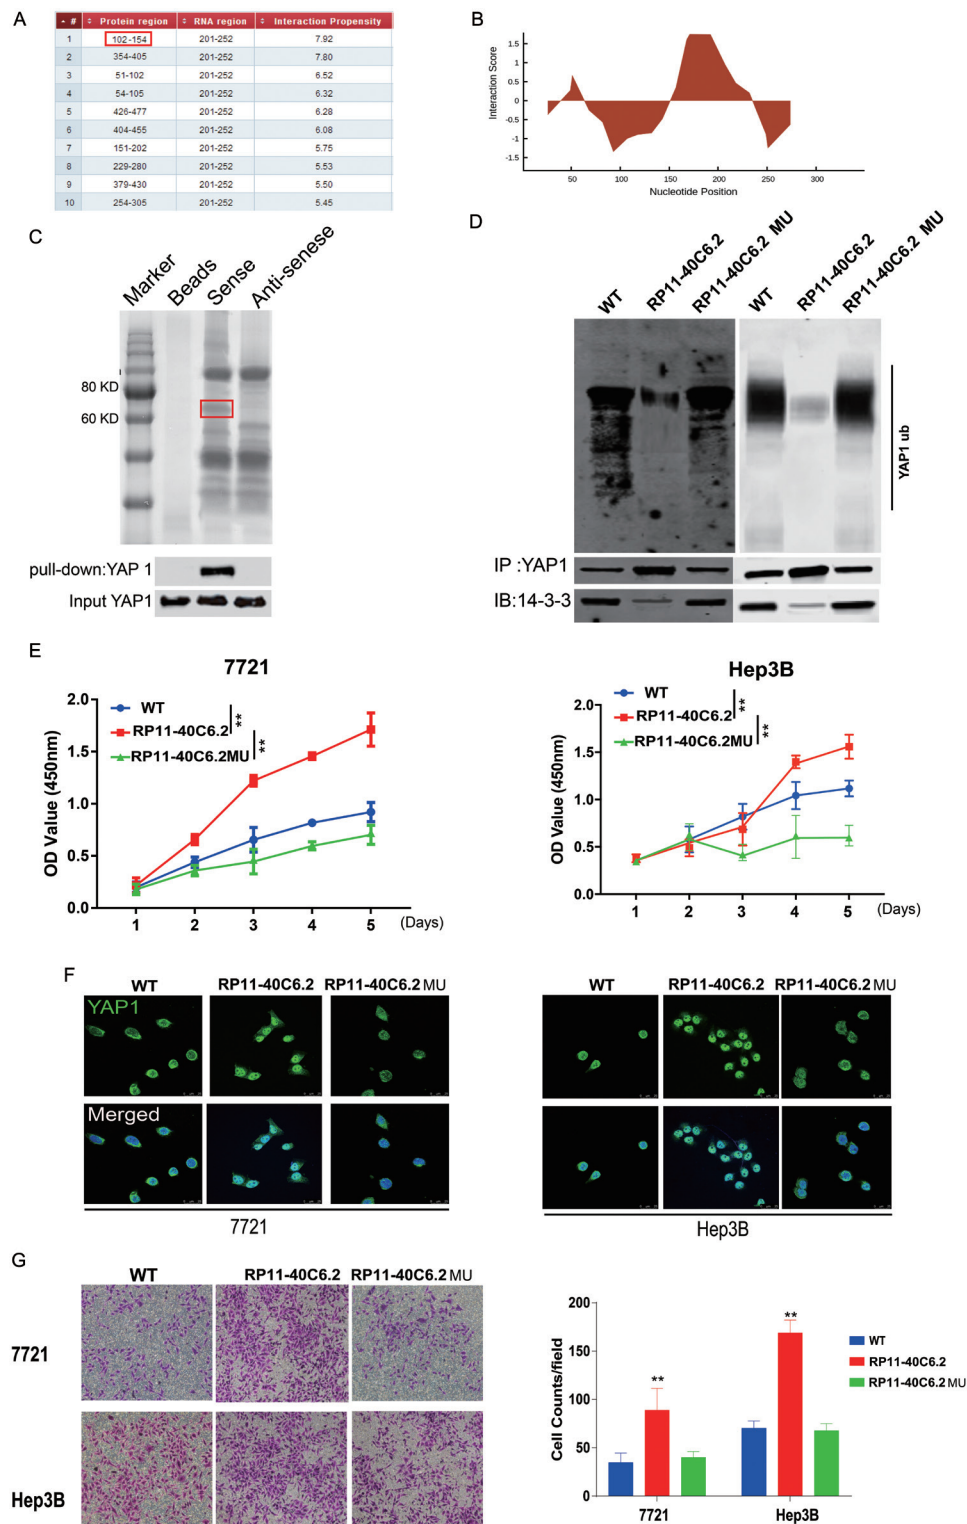 A
# Protein region RNA region Interaction Propensity
1 102-154 201-252 7.92
2 354-405 201-252 7.80
3 51-102 201-252 6.52
4 54-105 201-252 6.32
5 426-477 201-252 6.28
6 404-455 201-252 6.08
7 151-202 201-252 5.75
8 229-280 201-252 5.53
9 379-430 201-252 5.50
10 254-305 201-252 5.45
B
Interaction Score
1.5
1
0.5
0
-0.5
-1
-1.5
50 100 150 200 250 300
Nucleotide Position
C
Marker Beads Sense Anti-senese
80 KD
60 KD
pull-down:YAP 1
Input YAP1
D
WT RP11-40C6.2 RP11-40C6.2 MU WT RP11-40C6.2 RP11-40C6.2 MU
YAP1 ub
IP :YAP1
IB:14-3-3
E
7721
OD Value (450nm)
2.0
1.5
1.0
0.5
0.0
WT
RP11-40C6.2
RP11-40C6.2MU
**
**
1 2 3 4 5 (Days)
Hep3B
OD Value (450nm)
2.0
1.5
1.0
0.5
0.0
WT
RP11-40C6.2
RP11-40C6.2MU
**
**
1 2 3 4 5 (Days)
F
WT RP11-40C6.2 RP11-40C6.2 MU WT RP11-40C6.2 RP11-40C6.2 MU
YAP1
Merged
7721 Hep3B
G
WT RP11-40C6.2 RP11-40C6.2 MU
7721
Hep3B
Cell Counts/field
200
150
100
50
0
**
**
WT
RP11-40C6.2
RP11-40C6.2 MU
7721 Hep3B